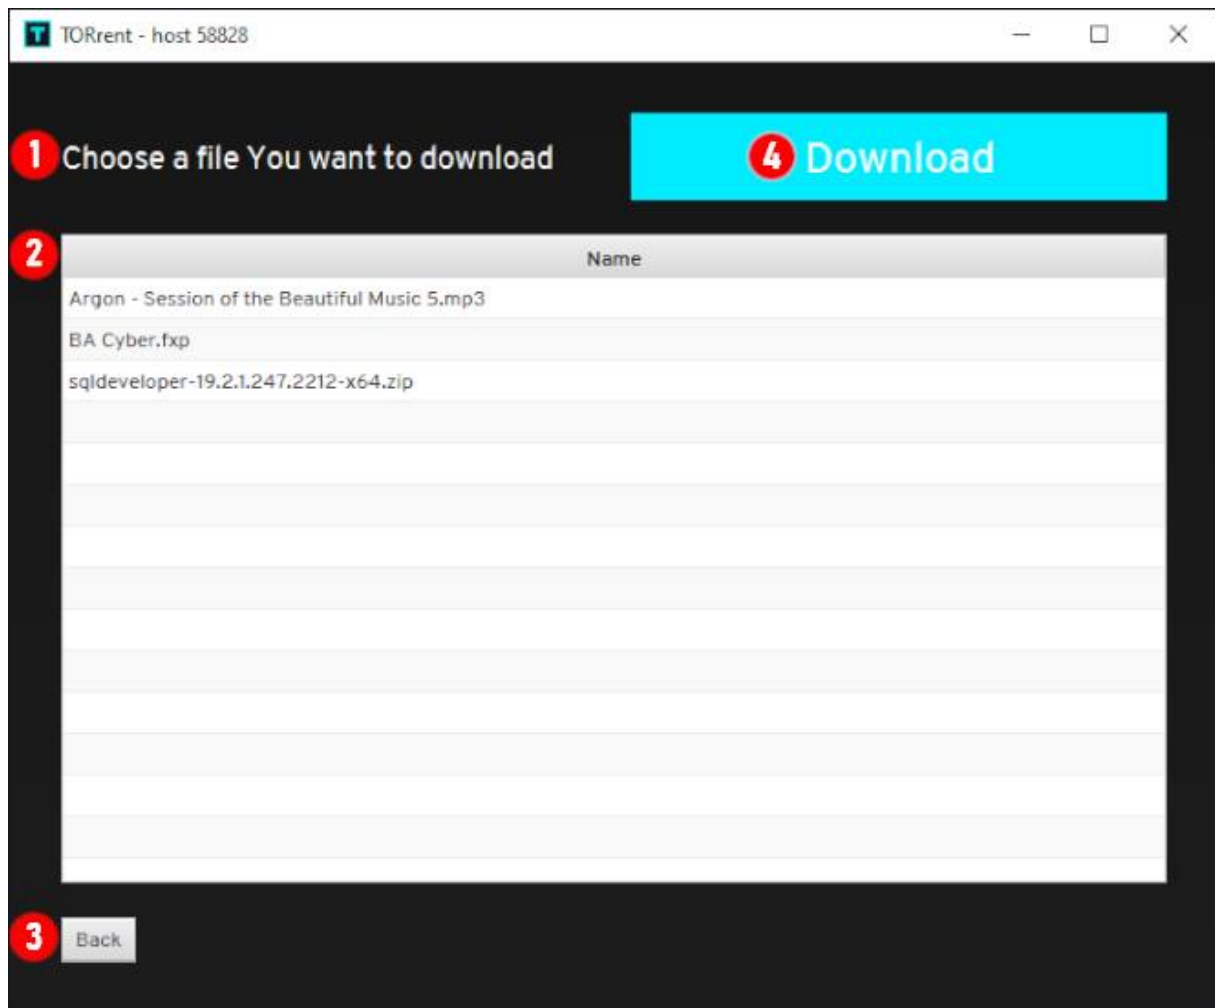 TORrent - host 58828
1 Choose a file You want to download
4 Download
2 Name
Argon - Session of the Beautiful Music 5.mp3
BA Cyber.fxp
sqldeveloper-19.2.1.247.2212-x64.zip
3 Back